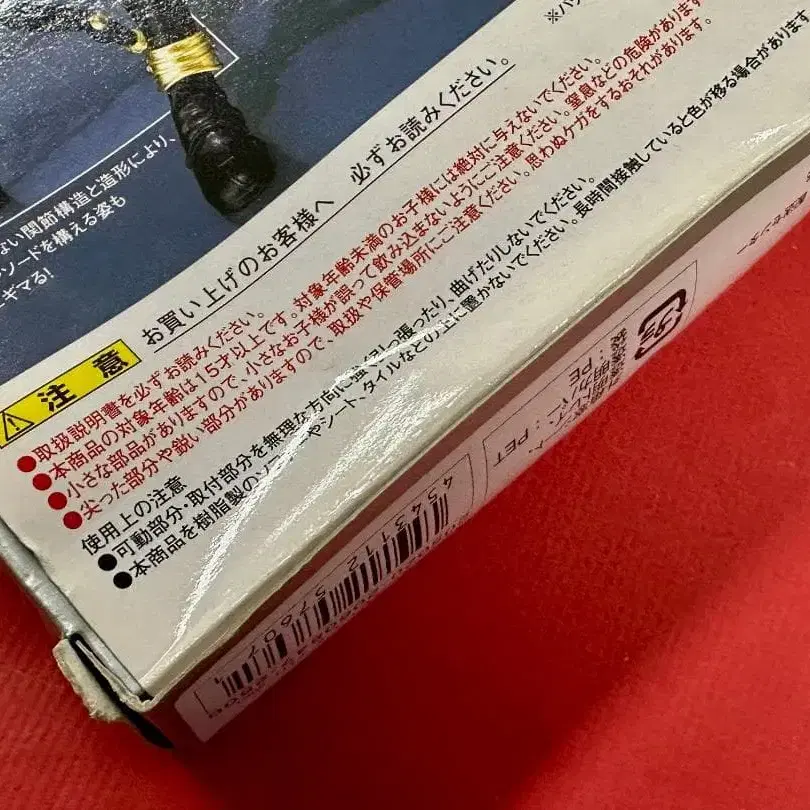 ※パッ
ない関節構造と造形により、
ソードを構える姿も
ギマる!
注意
お買い上げのお客様へ 必ずお読みください。
●取扱説明書を必ずお読みください。
●本商品の対象年齢は15才以上です。対象年齢未満のお子様には絶対に与えないでください。
●小さな部品がありますので、小さなお子様が誤って飲み込まないようにご注意ください。窒息などの危険があります
●尖った部分や鋭い部分がありますので、取扱や保管場所にご注意ください。思わぬケガをするおそれがあります。
使用上の注意
●可動部分・取付部分を無理な方向に強く引っ張ったり、曲げたりしないでください。
●本商品を樹脂製の やシート、タイルなどの上に置かないでください。長時間接触していると色が移る場合があります
配送センター
PE
: PET
4 543112